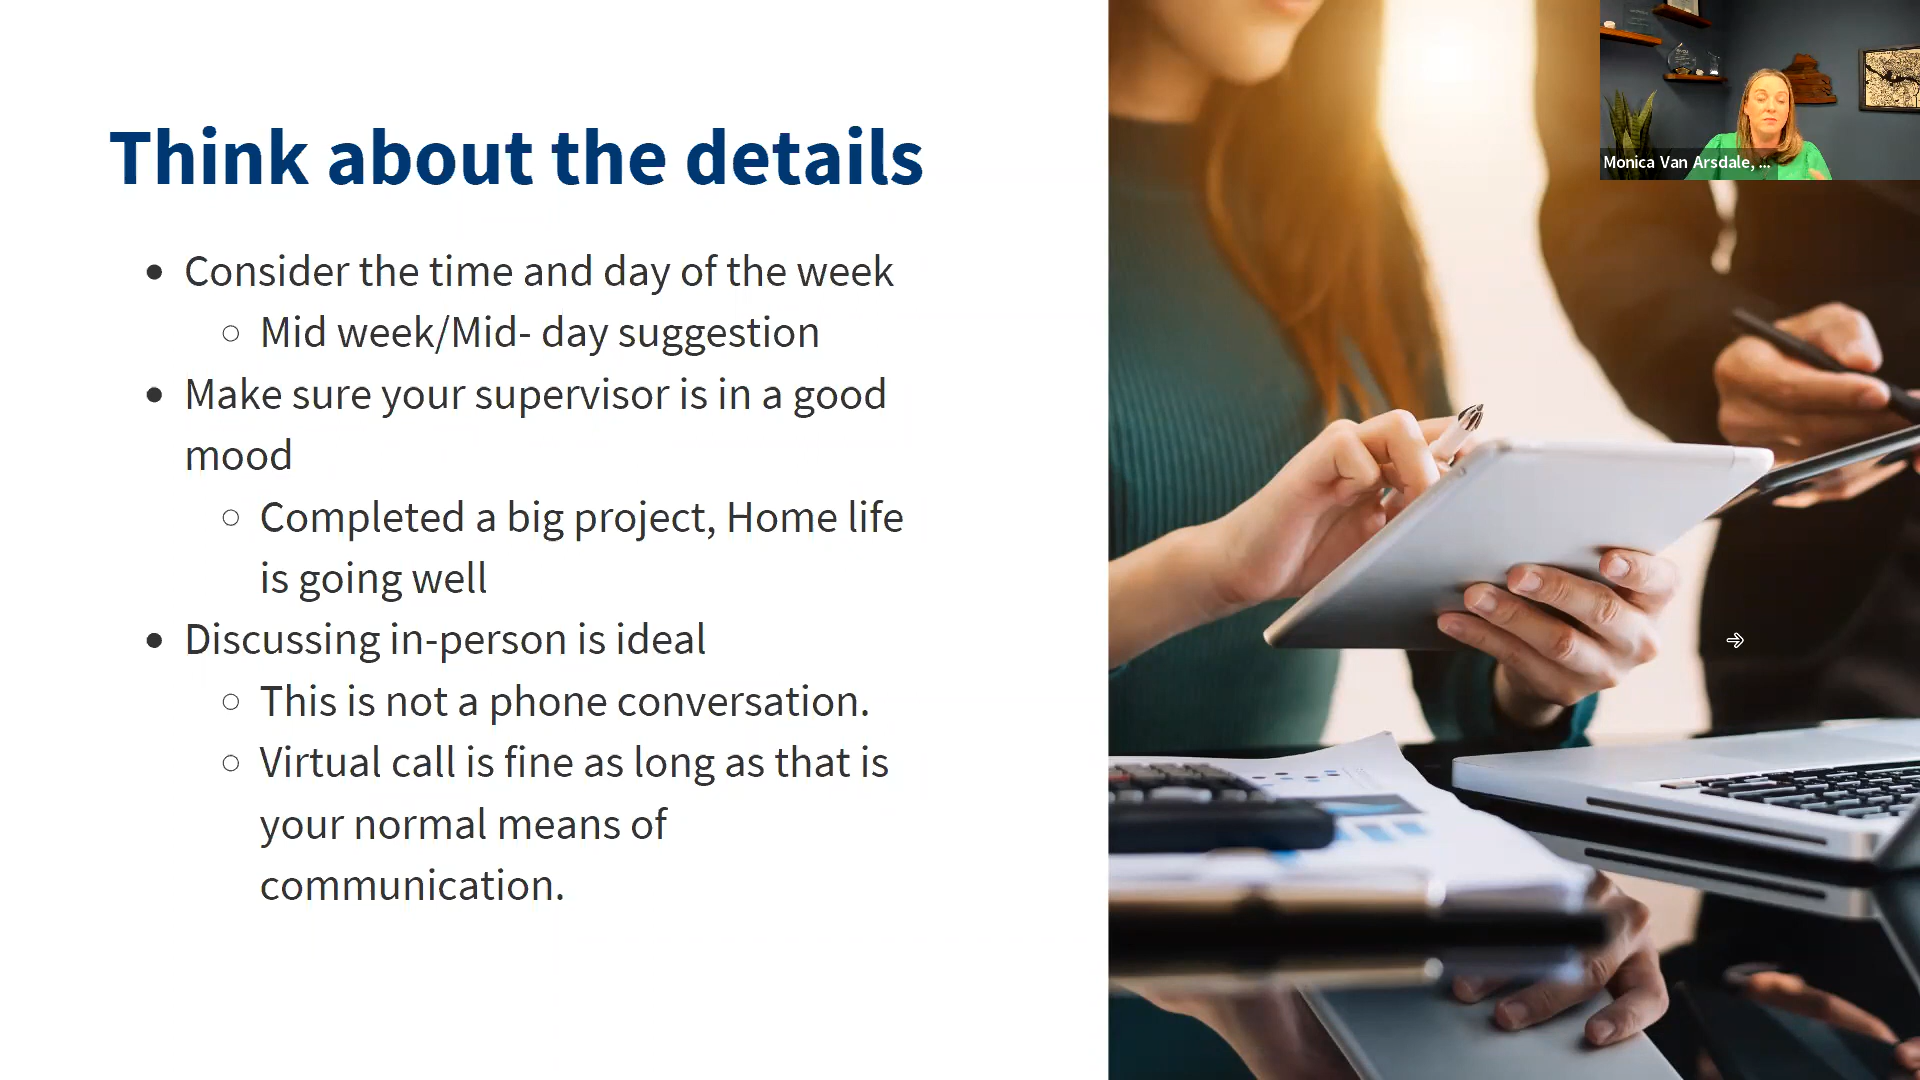 Think about the details
Consider the time and day of the week
Mid week/Mid- day suggestion
Make sure your supervisor is in a good
mood
Completed a big project, Home life
is going well
Discussing in-person is ideal
This is not a phone conversation.
Virtual call is fine as long as that is
your normal means of
communication.
Monica Van Arsdale, ...